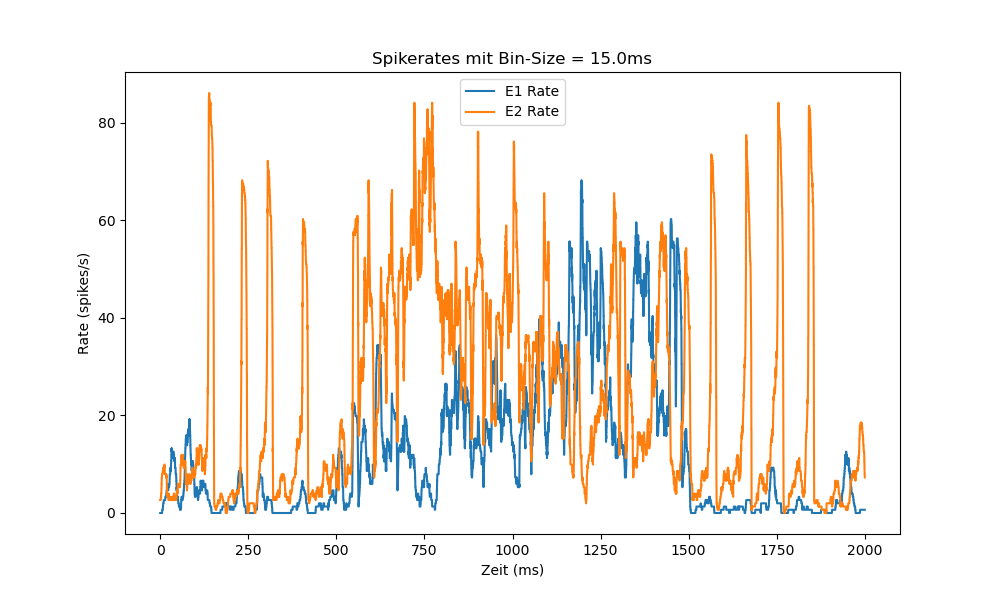 Spikerates mit Bin-Size = 15.0ms
E1 Rate
E2 Rate
Rate (spikes/s)
80
60
40
20
0
0 250 500 750 1000 1250 1500 1750 2000
Zeit (ms)